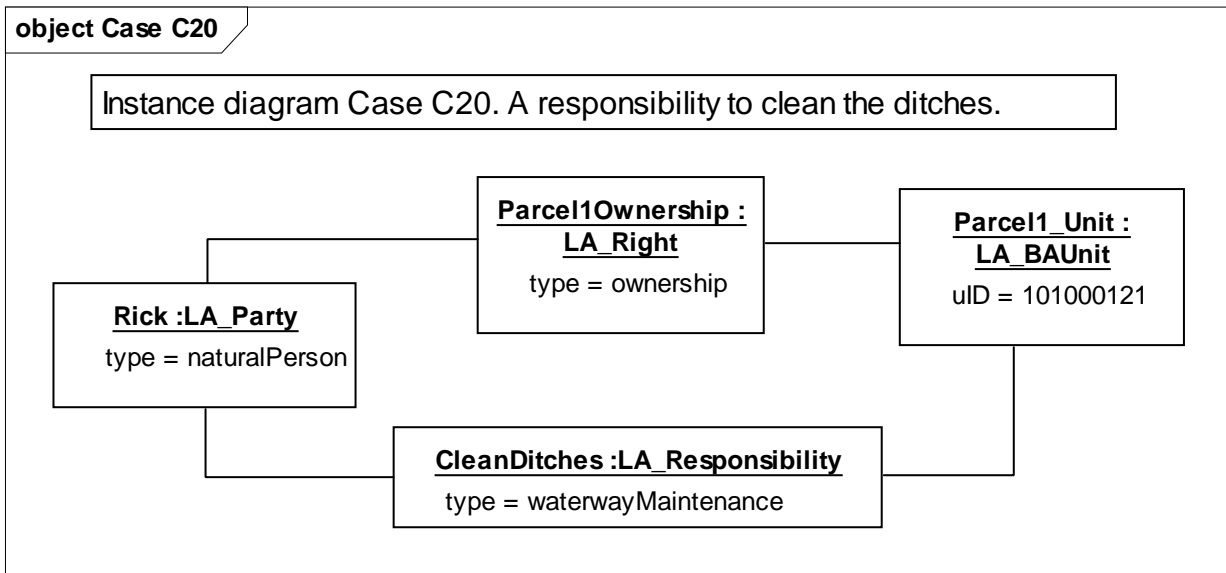 object Case C20
Instance diagram Case C20. A responsibility to clean the ditches.
Parcel1Ownership :
LA_Right
type = ownership
Parcel1_Unit :
LA_BAUnit
uID = 101000121
Rick :LA_Party
type = naturalPerson
CleanDitches :LA_Responsibility
type = waterwayMaintenance